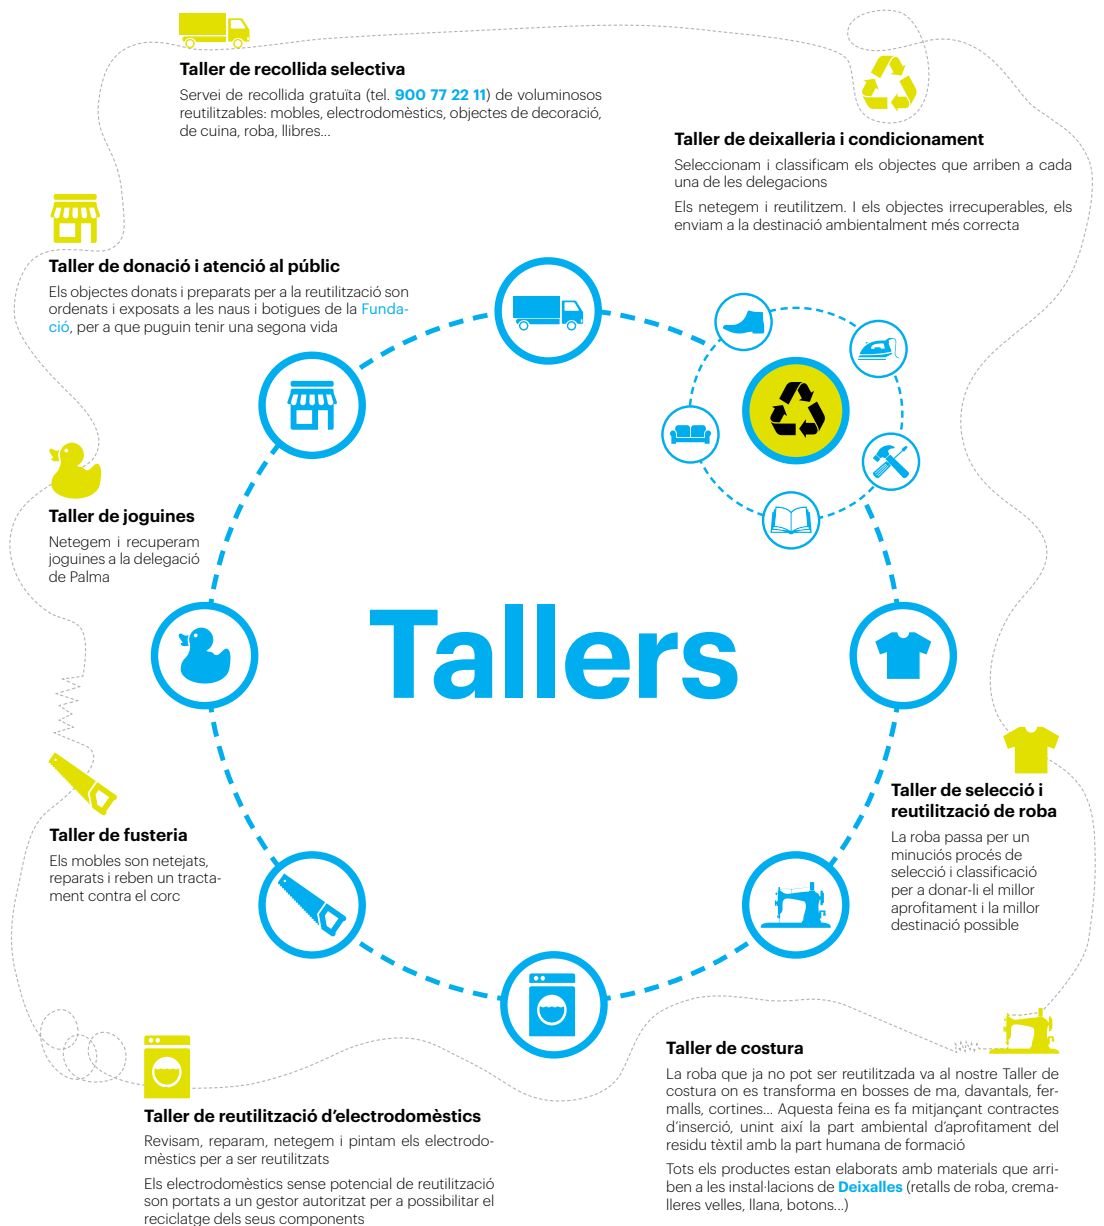 Taller de recollida selectiva
Servei de recollida gratuïta (tel. 900 77 22 11) de voluminosos
reutilitzables: mobles, electrodomèstics, objectes de decoració,
de cuina, roba, llibres...
Taller de deixalleria i condicionament
Seleccionam i classificam els objectes que arriben a cada
una de les delegacions
Els netegem i reutilitzem. I els objectes irrecuperables, els
enviam a la destinació ambientalment més correcta
Taller de donació i atenció al públic
Els objectes donats i preparats per a la reutilització son
ordenats i exposats a les naus i botigues de la Funda-
ció, per a que puguin tenir una segona vida
Taller de joguines
Netegem i recuperam
joguines a la delegació
de Palma
Tallers
Taller de selecció i
reutilització de roba
La roba passa per un
minuciós procés de
selecció i classificació
per a donar-li el millor
aprofitament i la millor
destinació possible
Taller de fusteria
Els mobles son netejats,
reparats i reben un tracta-
ment contra el corc
Taller de costura
La roba que ja no pot ser reutilitzada va al nostre Taller de
costura on es transforma en bosses de ma, davantals, fer-
malls, cortines... Aquesta feina es fa mitjançant contractes
d'inserció, unint així la part ambiental d'aprofitament del
residu tèxtil amb la part humana de formació
Tots els productes estan elaborats amb materials que arri-
ben a les instal·lacions de Deixalles (retalls de roba, crema-
lleres velles, llana, botons...)
Taller de reutilització d'electrodomèstics
Revisam, reparam, netegem i pintam els electrodo-
mèstics per a ser reutilitzats
Els electrodomèstics sense potencial de reutilització
son portats a un gestor autoritzat per a possibilitar el
reciclatge dels seus components